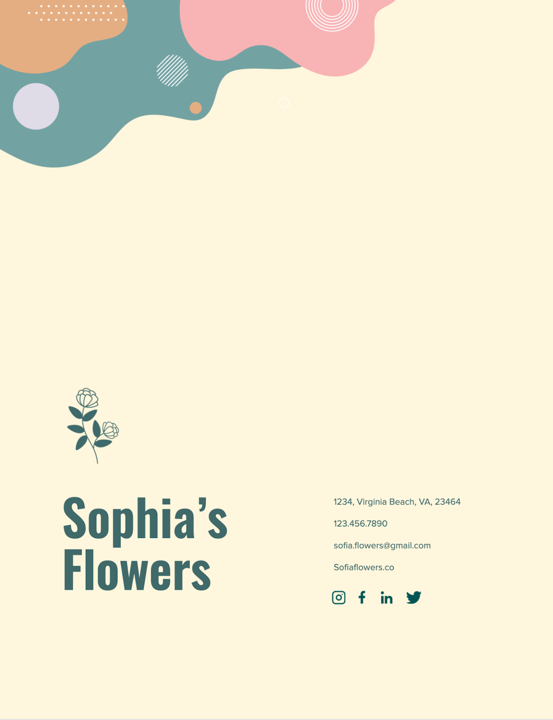 Sophia’s
Flowers
1234, Virginia Beach, VA, 23464
123.456.7890
sofia.flowers@gmail.com
Sofiaflowers.co